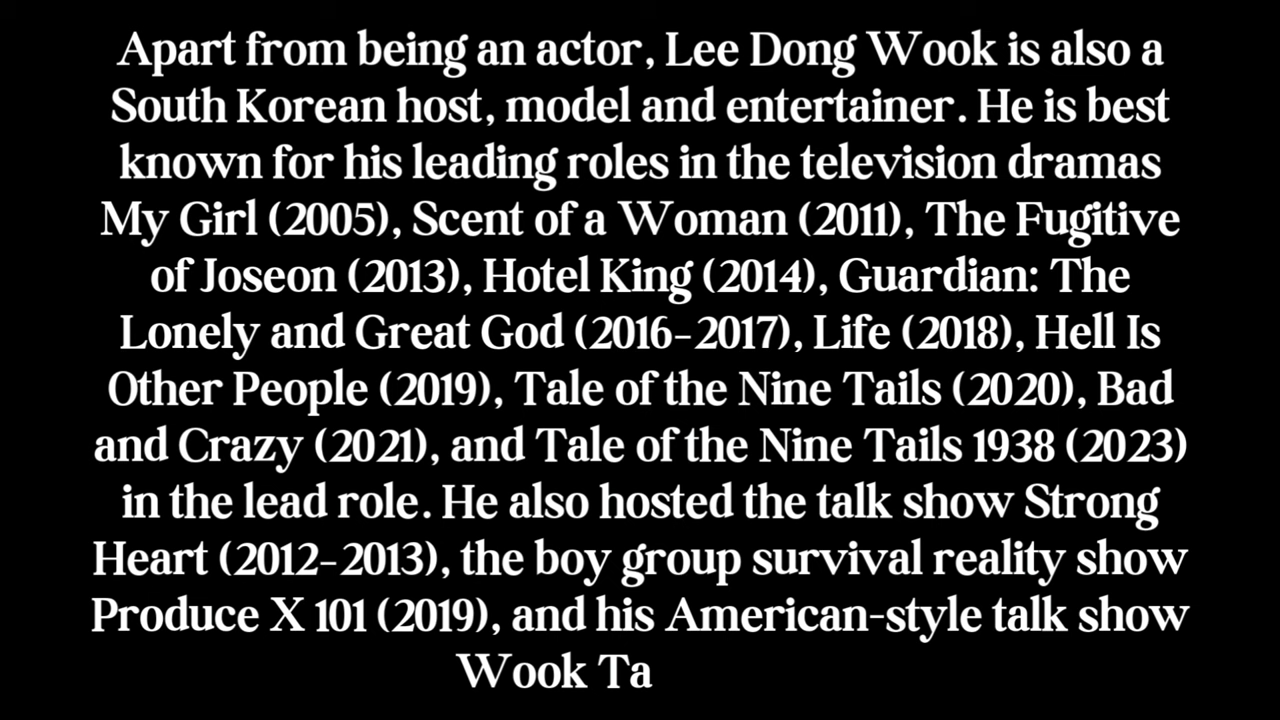 Apart from being an actor, Lee Dong Wook is also a
South Korean host, model and entertainer. He is best
known for his leading roles in the television dramas
My Girl (2005), Scent of a Woman (2011), The Fugitive
of Joseon (2013), Hotel King (2014), Guardian: The
Lonely and Great God (2016-2017), Life (2018), Hell Is
Other People (2019), Tale of the Nine Tails (2020), Bad
and Crazy (2021), and Tale of the Nine Tails 1938 (2023)
in the lead role. He also hosted the talk show Strong
Heart (2012-2013), the boy group survival reality show
Produce X 101 (2019), and his American-style talk show
Wook Ta